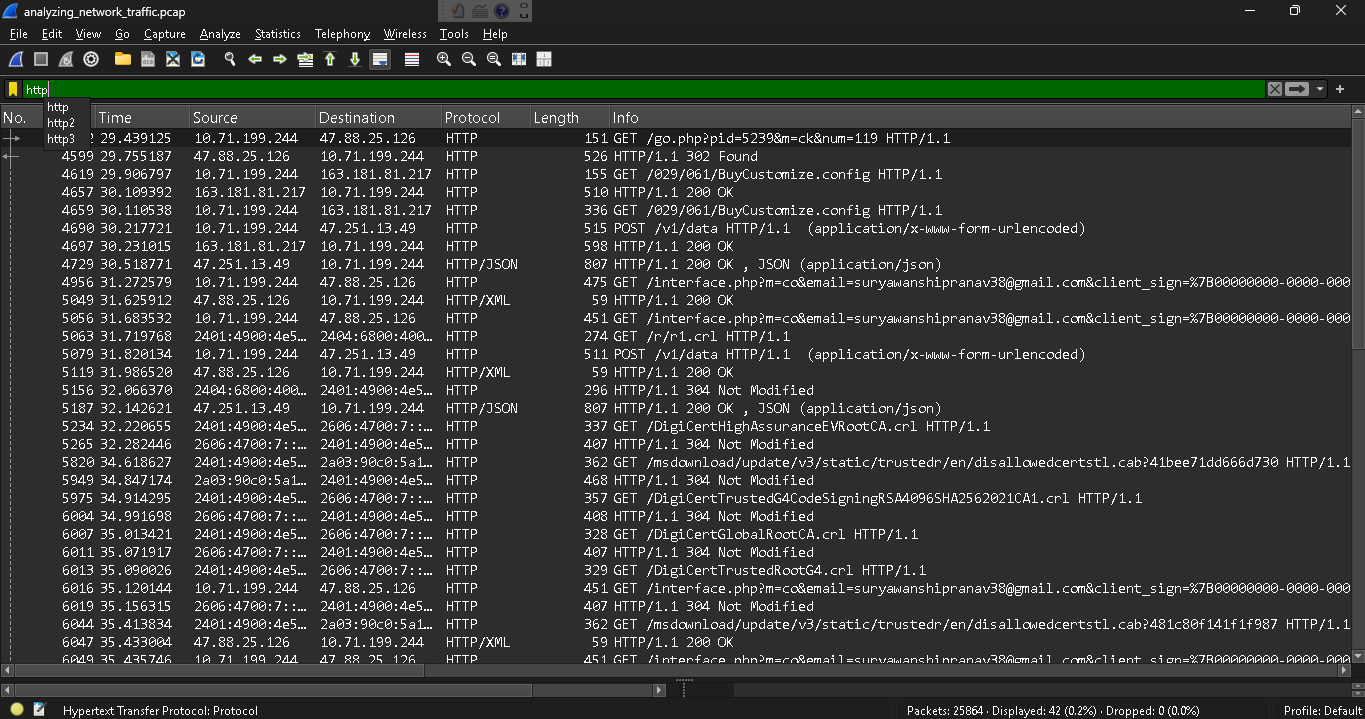 analyzing_network_traffic.pcap
File Edit View Go Capture Analyze Statistics Telephony Wireless Tools Help
http
http
http2
http3
No. Time Source Destination Protocol Length Info
2 29.439125 10.71.199.244 47.88.25.126 HTTP 151 GET /go.php?pid=5239&m=ck&num=119 HTTP/1.1
4599 29.755187 47.88.25.126 10.71.199.244 HTTP 526 HTTP/1.1 302 Found
4619 29.906797 10.71.199.244 163.181.81.217 HTTP 155 GET /029/061/BuyCustomize.config HTTP/1.1
4657 30.109392 163.181.81.217 10.71.199.244 HTTP 510 HTTP/1.1 200 OK
4659 30.110538 10.71.199.244 163.181.81.217 HTTP 336 GET /029/061/BuyCustomize.config HTTP/1.1
4690 30.217721 10.71.199.244 47.251.13.49 HTTP 515 POST /v1/data HTTP/1.1 (application/x-www-form-urlencoded)
4697 30.231015 163.181.81.217 10.71.199.244 HTTP 598 HTTP/1.1 200 OK
4729 30.518771 47.251.13.49 10.71.199.244 HTTP/JSON 807 HTTP/1.1 200 OK , JSON (application/json)
4956 31.272579 10.71.199.244 47.88.25.126 HTTP 475 GET /interface.php?m=co&email=suryawanshipranav38@gmail.com&client_sign=%7B00000000-0000-000
5049 31.625912 47.88.25.126 10.71.199.244 HTTP/XML 59 HTTP/1.1 200 OK
5056 31.683532 10.71.199.244 47.88.25.126 HTTP 451 GET /interface.php?m=co&email=suryawanshipranav38@gmail.com&client_sign=%7B00000000-0000-000
5063 31.719768 2401:4900:4e5… 2404:6800:400… HTTP 274 GET /r/r1.crl HTTP/1.1
5079 31.820134 10.71.199.244 47.251.13.49 HTTP 511 POST /v1/data HTTP/1.1 (application/x-www-form-urlencoded)
5119 31.986520 47.88.25.126 10.71.199.244 HTTP/XML 59 HTTP/1.1 200 OK
5156 32.066370 2404:6800:400… 2401:4900:4e5… HTTP 296 HTTP/1.1 304 Not Modified
5187 32.142621 47.251.13.49 10.71.199.244 HTTP/JSON 807 HTTP/1.1 200 OK , JSON (application/json)
5234 32.220655 2401:4900:4e5… 2606:4700:7::… HTTP 337 GET /DigiCertHighAssuranceEVRootCA.crl HTTP/1.1
5265 32.282446 2606:4700:7::… 2401:4900:4e5… HTTP 407 HTTP/1.1 304 Not Modified
5820 34.618627 2401:4900:4e5… 2a03:90c0:5a1… HTTP 362 GET /msdownload/update/v3/static/trustedr/en/disallowedcertstl.cab?41bee71dd666d730 HTTP/1.1
5949 34.847174 2a03:90c0:5a1… 2401:4900:4e5… HTTP 468 HTTP/1.1 304 Not Modified
5975 34.914295 2401:4900:4e5… 2606:4700:7::… HTTP 357 GET /DigiCertTrustedG4CodeSigningRSA4096SHA2562021CA1.crl HTTP/1.1
6004 34.991698 2606:4700:7::… 2401:4900:4e5… HTTP 408 HTTP/1.1 304 Not Modified
6007 35.013421 2401:4900:4e5… 2606:4700:7::… HTTP 328 GET /DigiCertGlobalRootCA.crl HTTP/1.1
6011 35.071917 2606:4700:7::… 2401:4900:4e5… HTTP 407 HTTP/1.1 304 Not Modified
6013 35.090026 2401:4900:4e5… 2606:4700:7::… HTTP 329 GET /DigiCertTrustedRootG4.crl HTTP/1.1
6016 35.120144 10.71.199.244 47.88.25.126 HTTP 451 GET /interface.php?m=co&email=suryawanshipranav38@gmail.com&client_sign=%7B00000000-0000-000
6019 35.156315 2606:4700:7::… 2401:4900:4e5… HTTP 407 HTTP/1.1 304 Not Modified
6044 35.413834 2401:4900:4e5… 2a03:90c0:5a1… HTTP 362 GET /msdownload/update/v3/static/trustedr/en/disallowedcertstl.cab?481c80f141f1f987 HTTP/1.1
6047 35.433004 47.88.25.126 10.71.199.244 HTTP/XML 59 HTTP/1.1 200 OK
6049 35.435746 10.71.199.244 47.88.25.126 HTTP 451 GET /interface.php?m=co&email=suryawanshipranav38@gmail.com&client_sign=%7B00000000-0000-000
Hypertext Transfer Protocol: Protocol
Packets: 25864 · Displayed: 42 (0.2%) · Dropped: 0 (0.0%)
Profile: Default